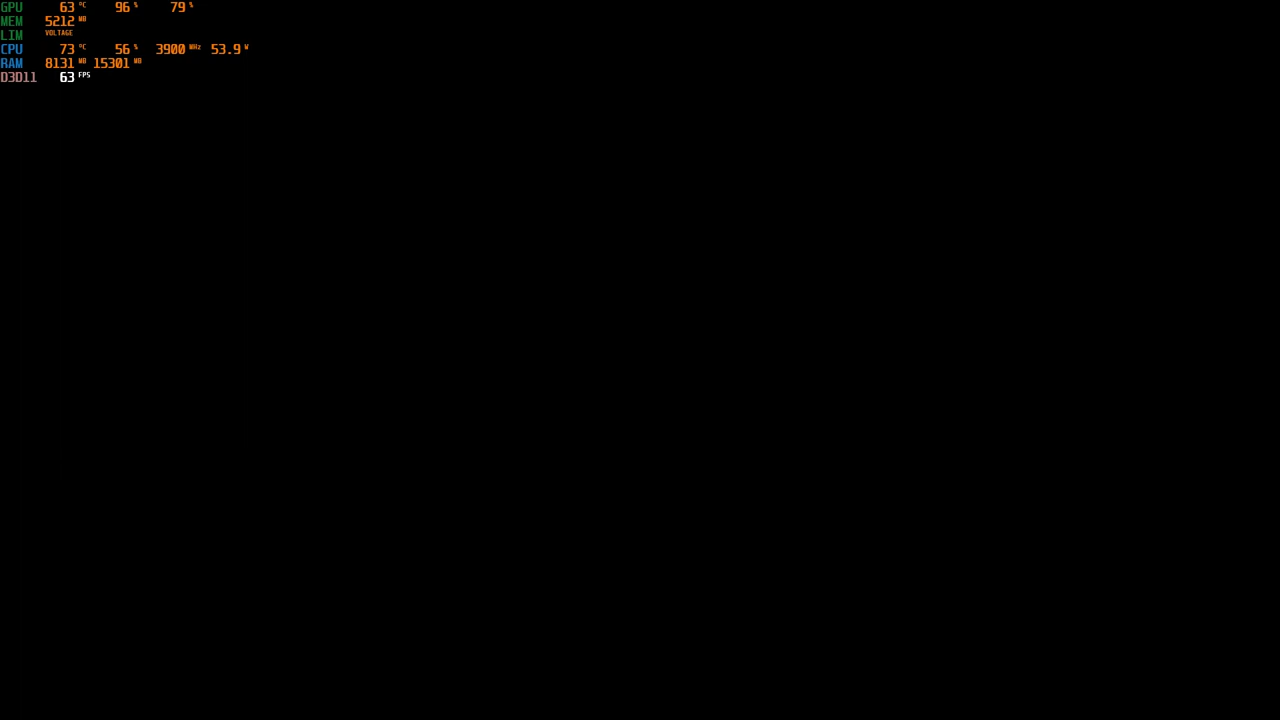 GPU 63 °C 96 % 79 %
MEM 5212 MB
LIM VOLTAGE
CPU 73 °C 56 % 3900 MHz 53.9 W
RAM 8131 MB 15301 MB
D3D11 63 FPS